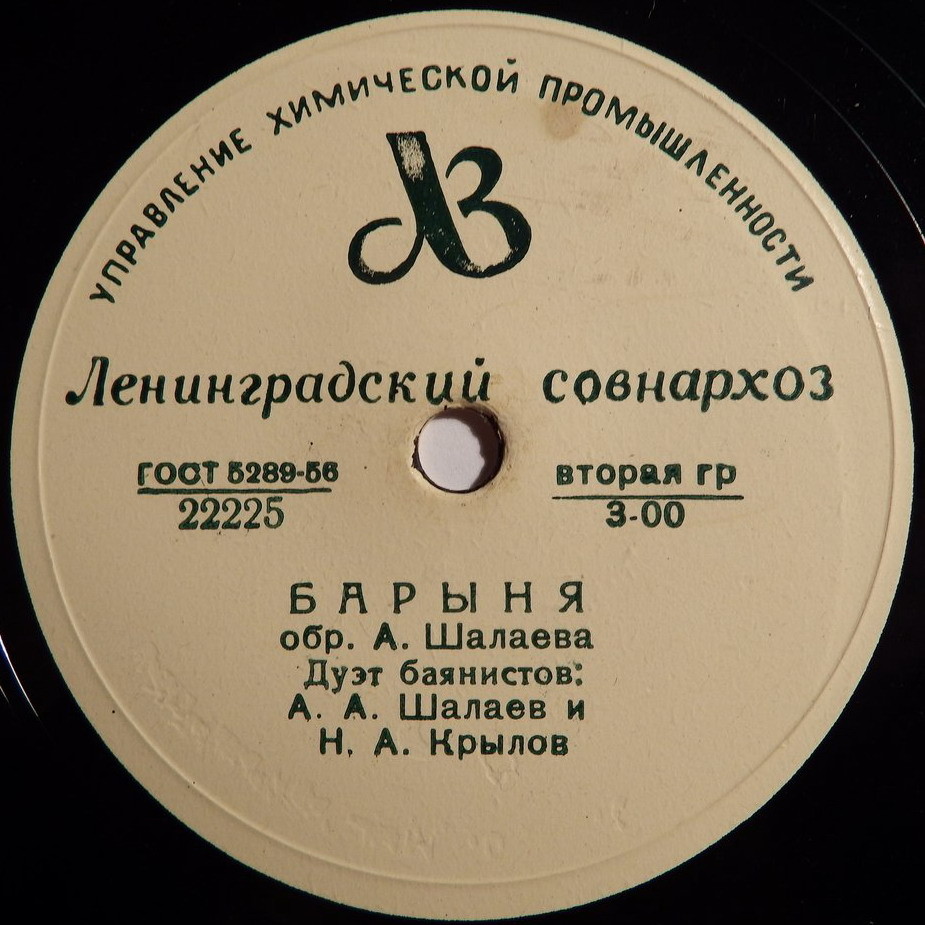 УПРАВЛЕНИЕ ХИМИЧЕСКОЙ ПРОМЫШЛЕННОСТИ
ЛВ
Ленинградский совнархоз
ГОСТ 5289-56
22225
вторая гр
3-00
БАРЫНЯ
обр. А. Шалаева
Дуэт баянистов:
А. А. Шалаев и
Н. А. Крылов